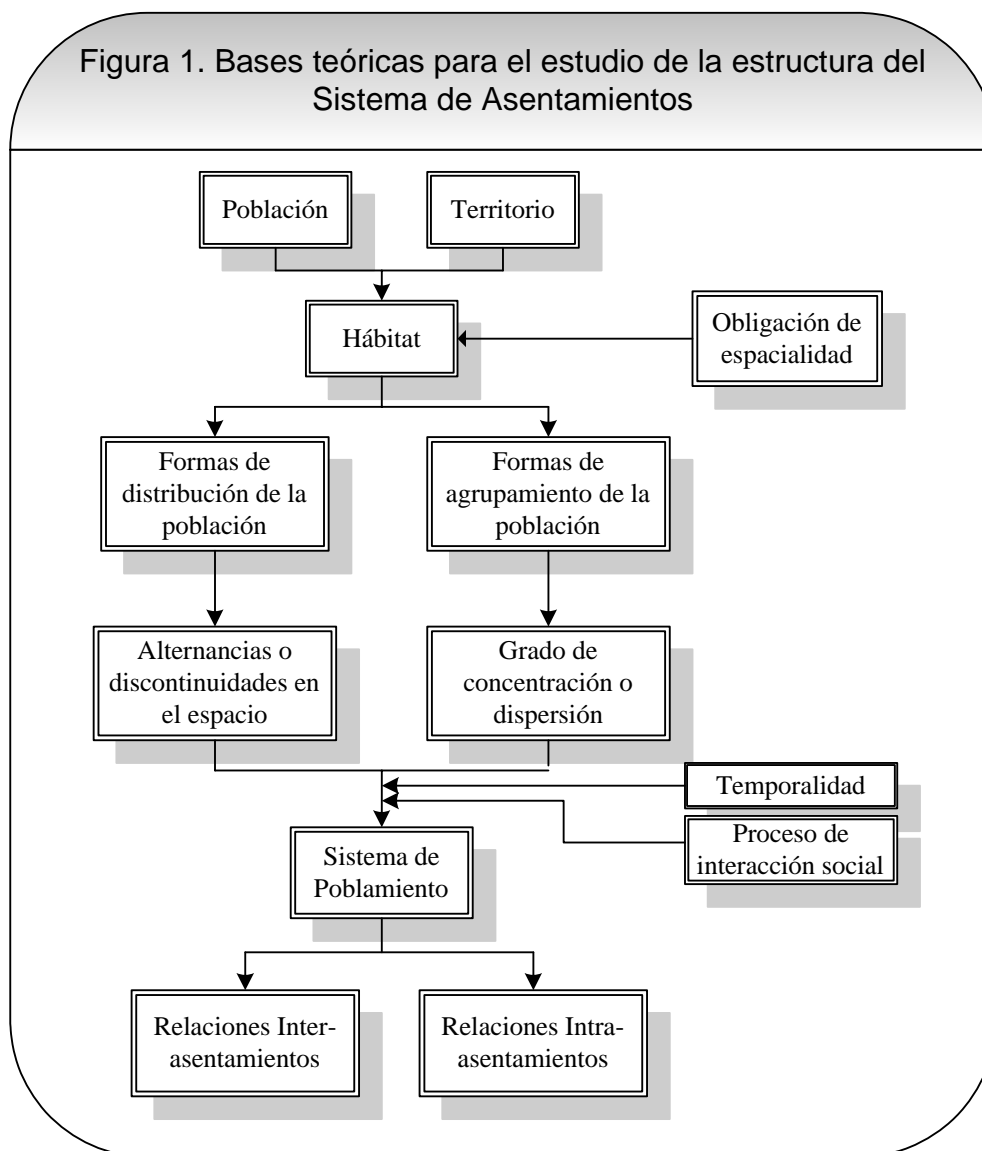 Figura 1. Bases teóricas para el estudio de la estructura del
Sistema de Asentamientos
Población
Territorio
Hábitat
Obligación de
espacialidad
Formas de
distribución de la
población
Formas de
agrupamiento de la
población
Alternancias o
discontinuidades en
el espacio
Grado de
concentración o
dispersión
Temporalidad
Proceso de
interacción social
Sistema de
Poblamiento
Relaciones Inter-
asentamientos
Relaciones Intra-
asentamientos